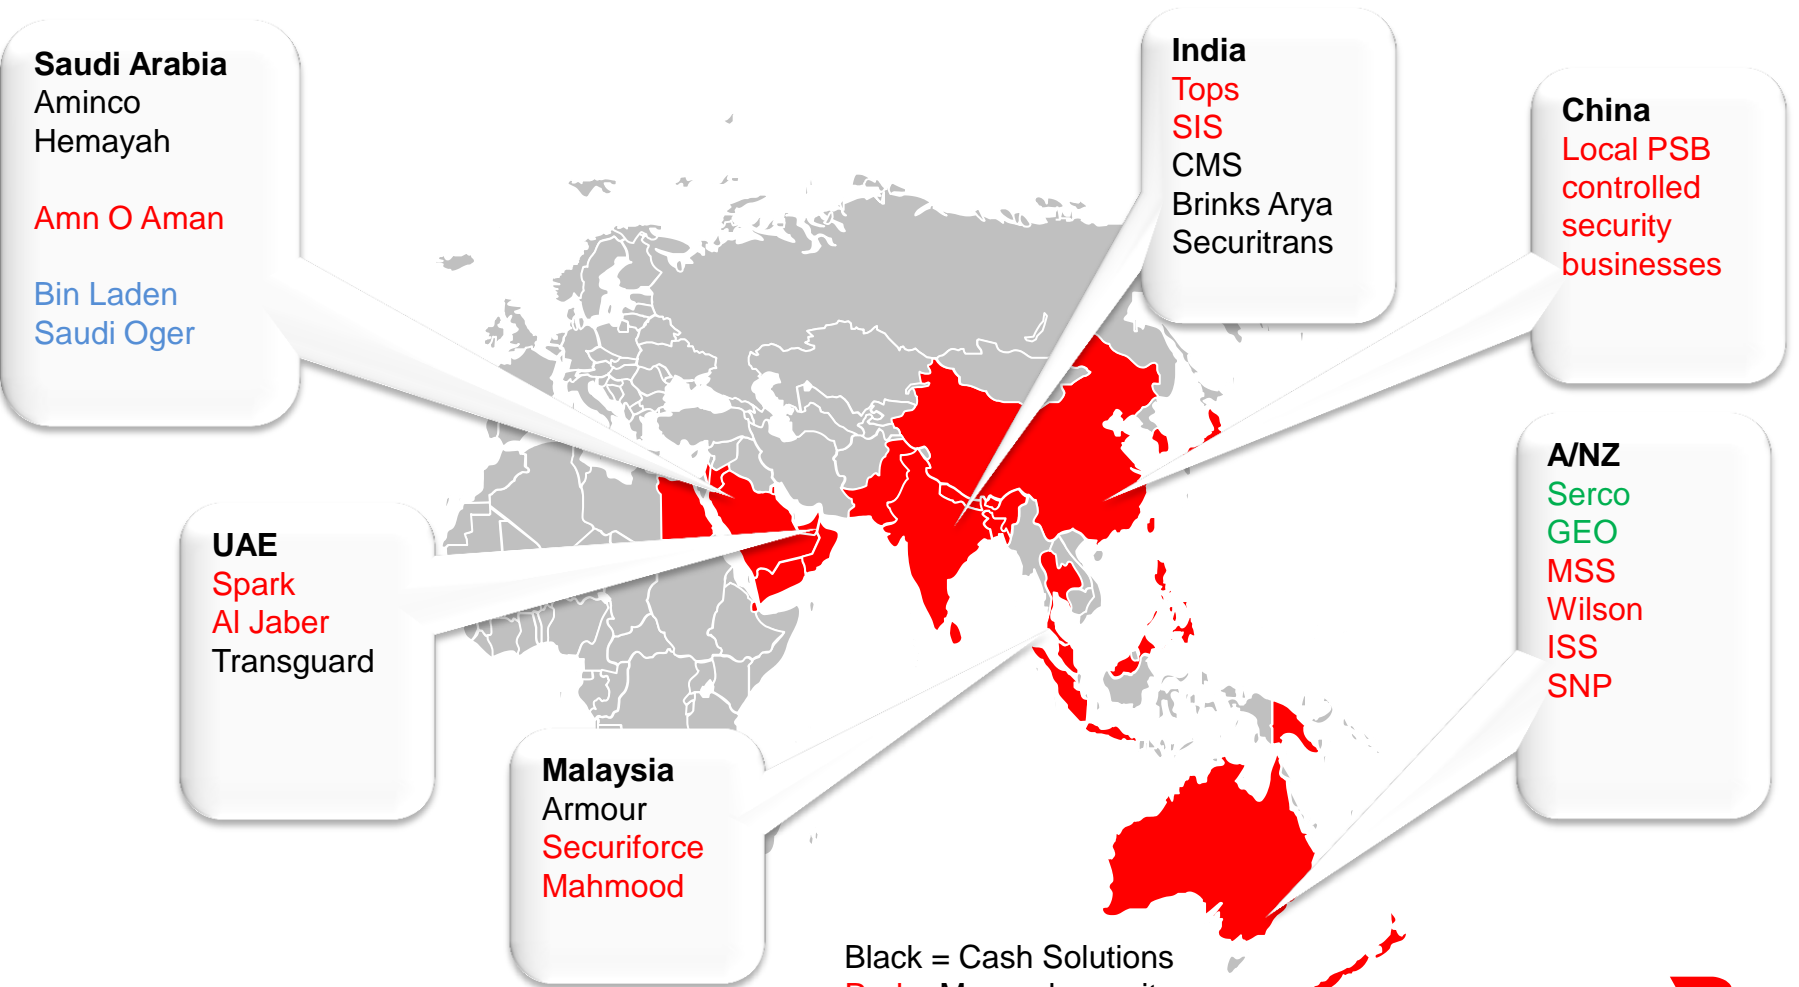 Saudi Arabia
Aminco
Hemayah
Amn O Aman
Bin Laden
Saudi Oger
India
Tops
SIS
CMS
Brinks Arya
Securitrans
China
Local PSB
controlled
security
businesses
UAE
Spark
Al Jaber
Transguard
A/NZ
Serco
GEO
MSS
Wilson
ISS
SNP
Malaysia
Armour
Securiforce
Mahmood
Black = Cash Solutions